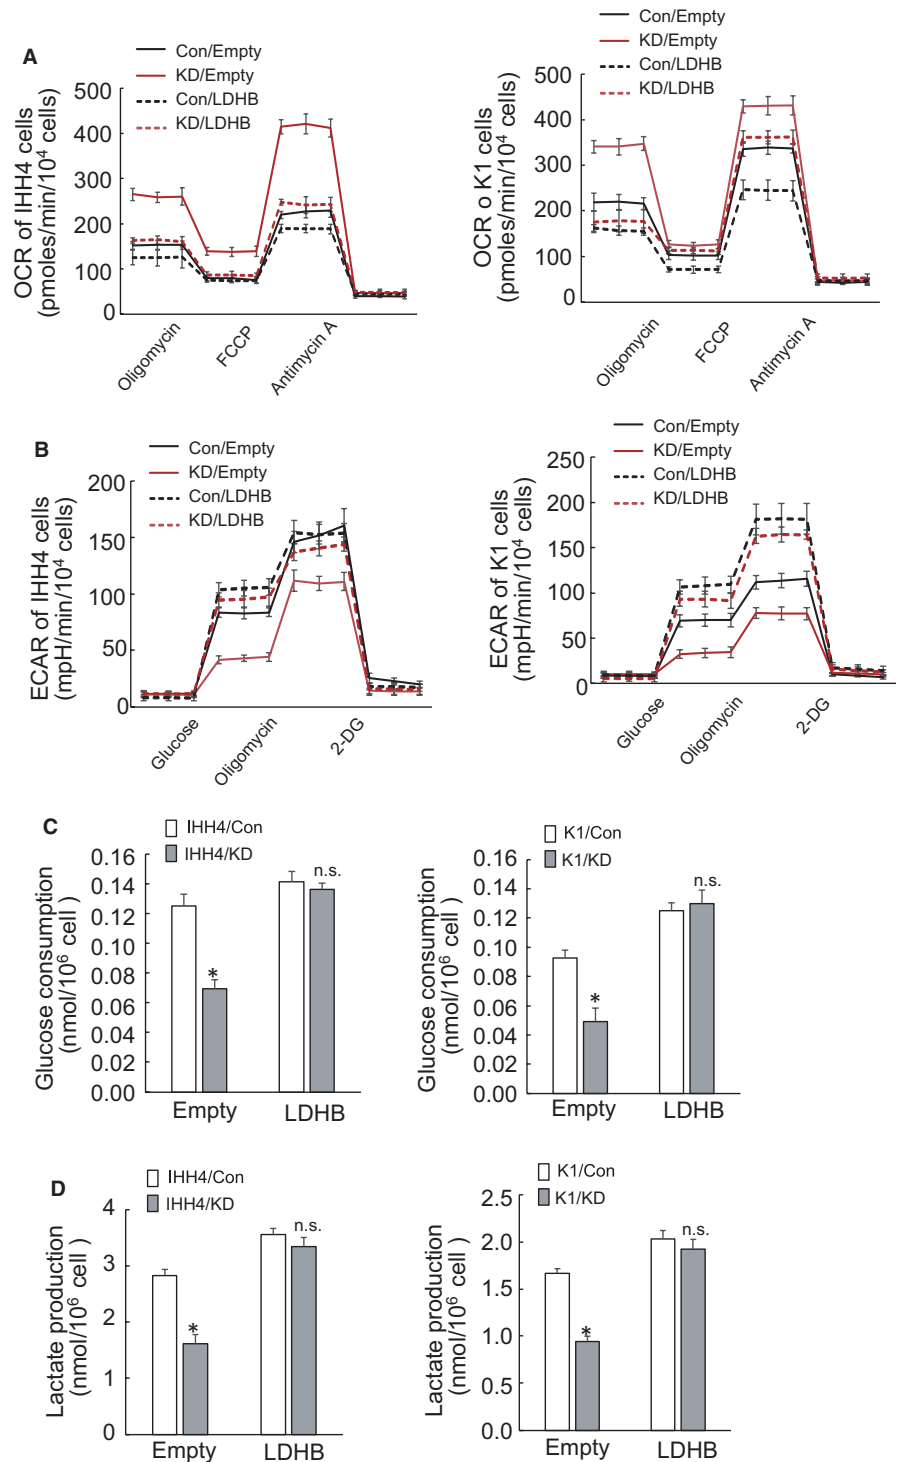 A
Con/Empty
KD/Empty
Con/LDHB
KD/LDHB
OCR of IHH4 cells
(pmoles/min/10⁴ cells)
500
400
300
200
100
0
Oligomycin
FCCP
Antimycin A
Con/Empty
KD/Empty
Con/LDHB
KD/LDHB
OCR o K1 cells
(pmoles/min/10⁴ cells)
500
400
300
200
100
0
Oligomycin
FCCP
Antimycin A
B
Con/Empty
KD/Empty
Con/LDHB
KD/LDHB
ECAR of IHH4 cells
(mpH/min/10⁴ cells)
200
150
100
50
0
Glucose
Oligomycin
2-DG
Con/Empty
KD/Empty
Con/LDHB
KD/LDHB
ECAR of K1 cells
(mpH/min/10⁴ cells)
250
200
150
100
50
0
Glucose
Oligomycin
2-DG
C
IHH4/Con
IHH4/KD
Glucose consumption
(nmol/10⁶ cell )
0.16
0.14
0.12
0.10
0.08
0.06
0.04
0.02
0.00
*
n.s.
Empty
LDHB
K1/Con
K1/KD
Glucose consumption
(nmol/10⁶ cell )
0.16
0.14
0.12
0.10
0.08
0.06
0.04
0.02
0.00
*
n.s.
Empty
LDHB
D
IHH4/Con
IHH4/KD
Lactate production
(nmol/10⁶ cell )
4
3
2
1
0
*
n.s.
Empty
LDHB
K1/Con
K1/KD
Lactate production
(nmol/10⁶ cell )
2.5
2.0
1.5
1.0
0.5
0.0
*
n.s.
Empty
LDHB